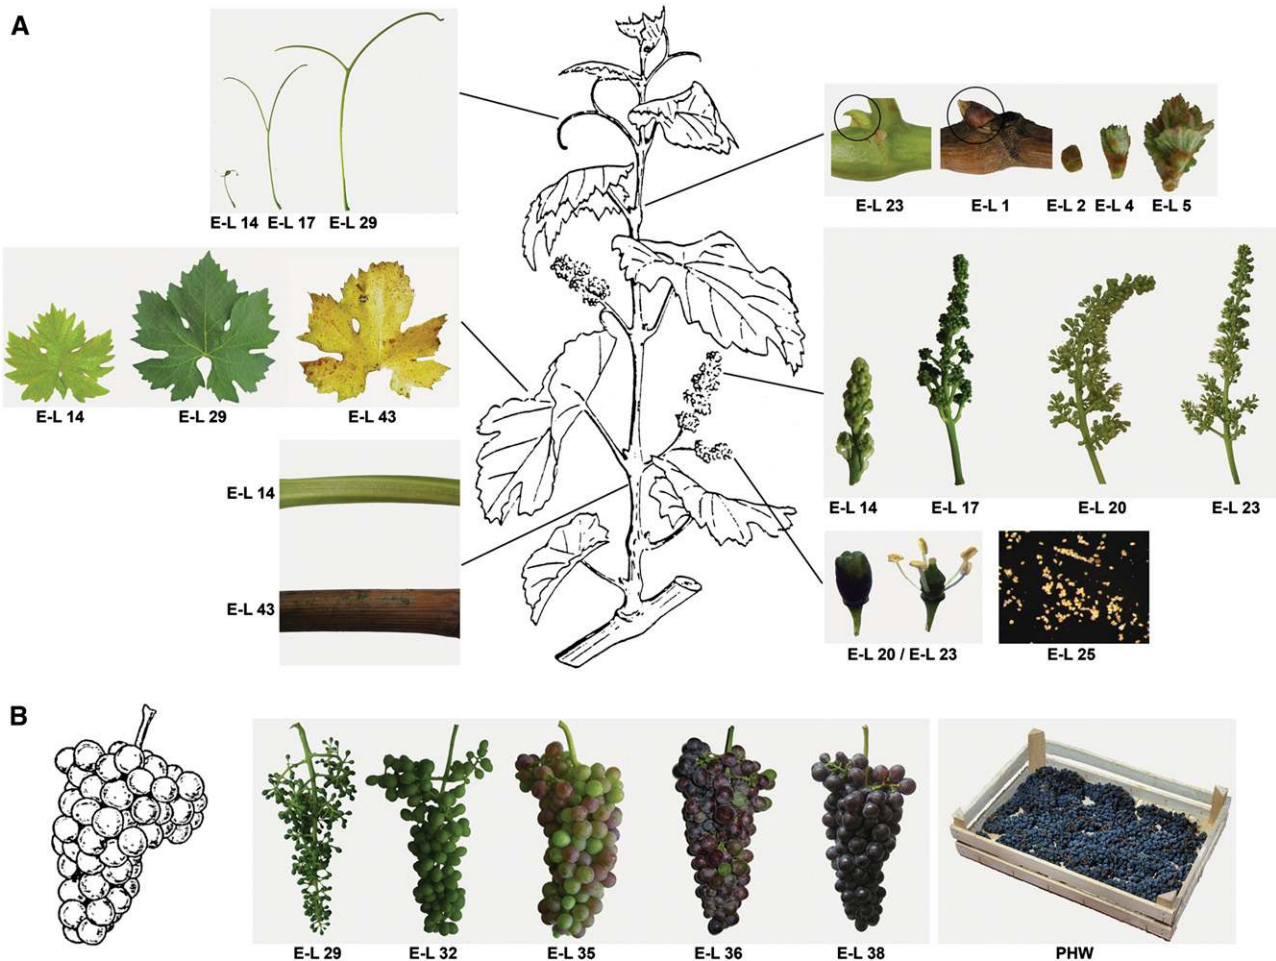 A
E-L 14 E-L 17 E-L 29
E-L 23 E-L 1 E-L 2 E-L 4 E-L 5
E-L 14 E-L 29 E-L 43
E-L 14
E-L 43
E-L 14 E-L 17 E-L 20 E-L 23
E-L 20 / E-L 23 E-L 25
B
E-L 29 E-L 32 E-L 35 E-L 36 E-L 38 PHW